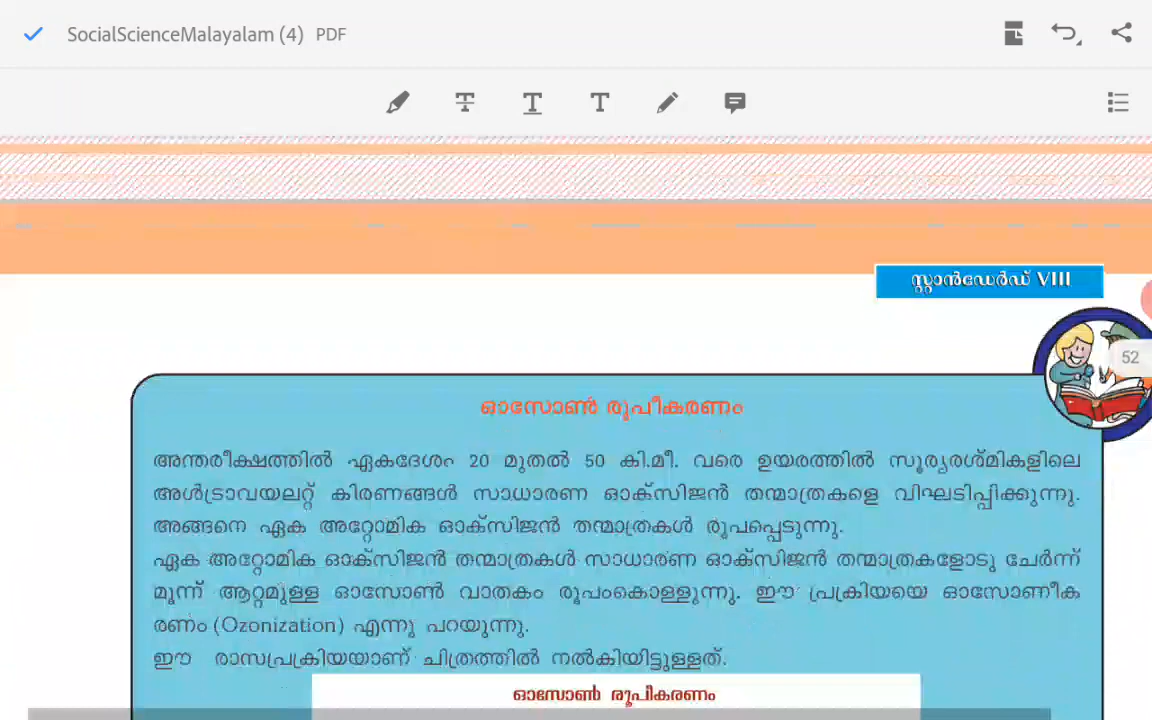 SocialScienceMalayalam (4) PDF
സ്റ്റാൻഡേർഡ് VIII
52
ഓസോൺ രൂപീകരണം
അന്തരീക്ഷത്തിൽ ഏകദേശം 20 മുതൽ 50 കി.മീ. വരെ ഉയരത്തിൽ സൂര്യരശ്മികളിലെ
അൾട്രാവയലറ്റ് കിരണങ്ങൾ സാധാരണ ഓക്സിജൻ തന്മാത്രകളെ വിഘടിപ്പിക്കുന്നു.
അങ്ങനെ ഏക അറ്റോമിക ഓക്സിജൻ തന്മാത്രകൾ രൂപപ്പെടുന്നു.
ഏക അറ്റോമിക ഓക്സിജൻ തന്മാത്രകൾ സാധാരണ ഓക്സിജൻ തന്മാത്രകളോടു ചേർന്ന്
മൂന്ന് ആറ്റമുള്ള ഓസോൺ വാതകം രൂപംകൊള്ളുന്നു. ഈ പ്രക്രിയയെ ഓസോണീക
രണം (Ozonization) എന്നു പറയുന്നു.
ഈ രാസപ്രക്രിയയാണ് ചിത്രത്തിൽ നൽകിയിട്ടുള്ളത്.
ഓസോൺ രൂപീകരണം